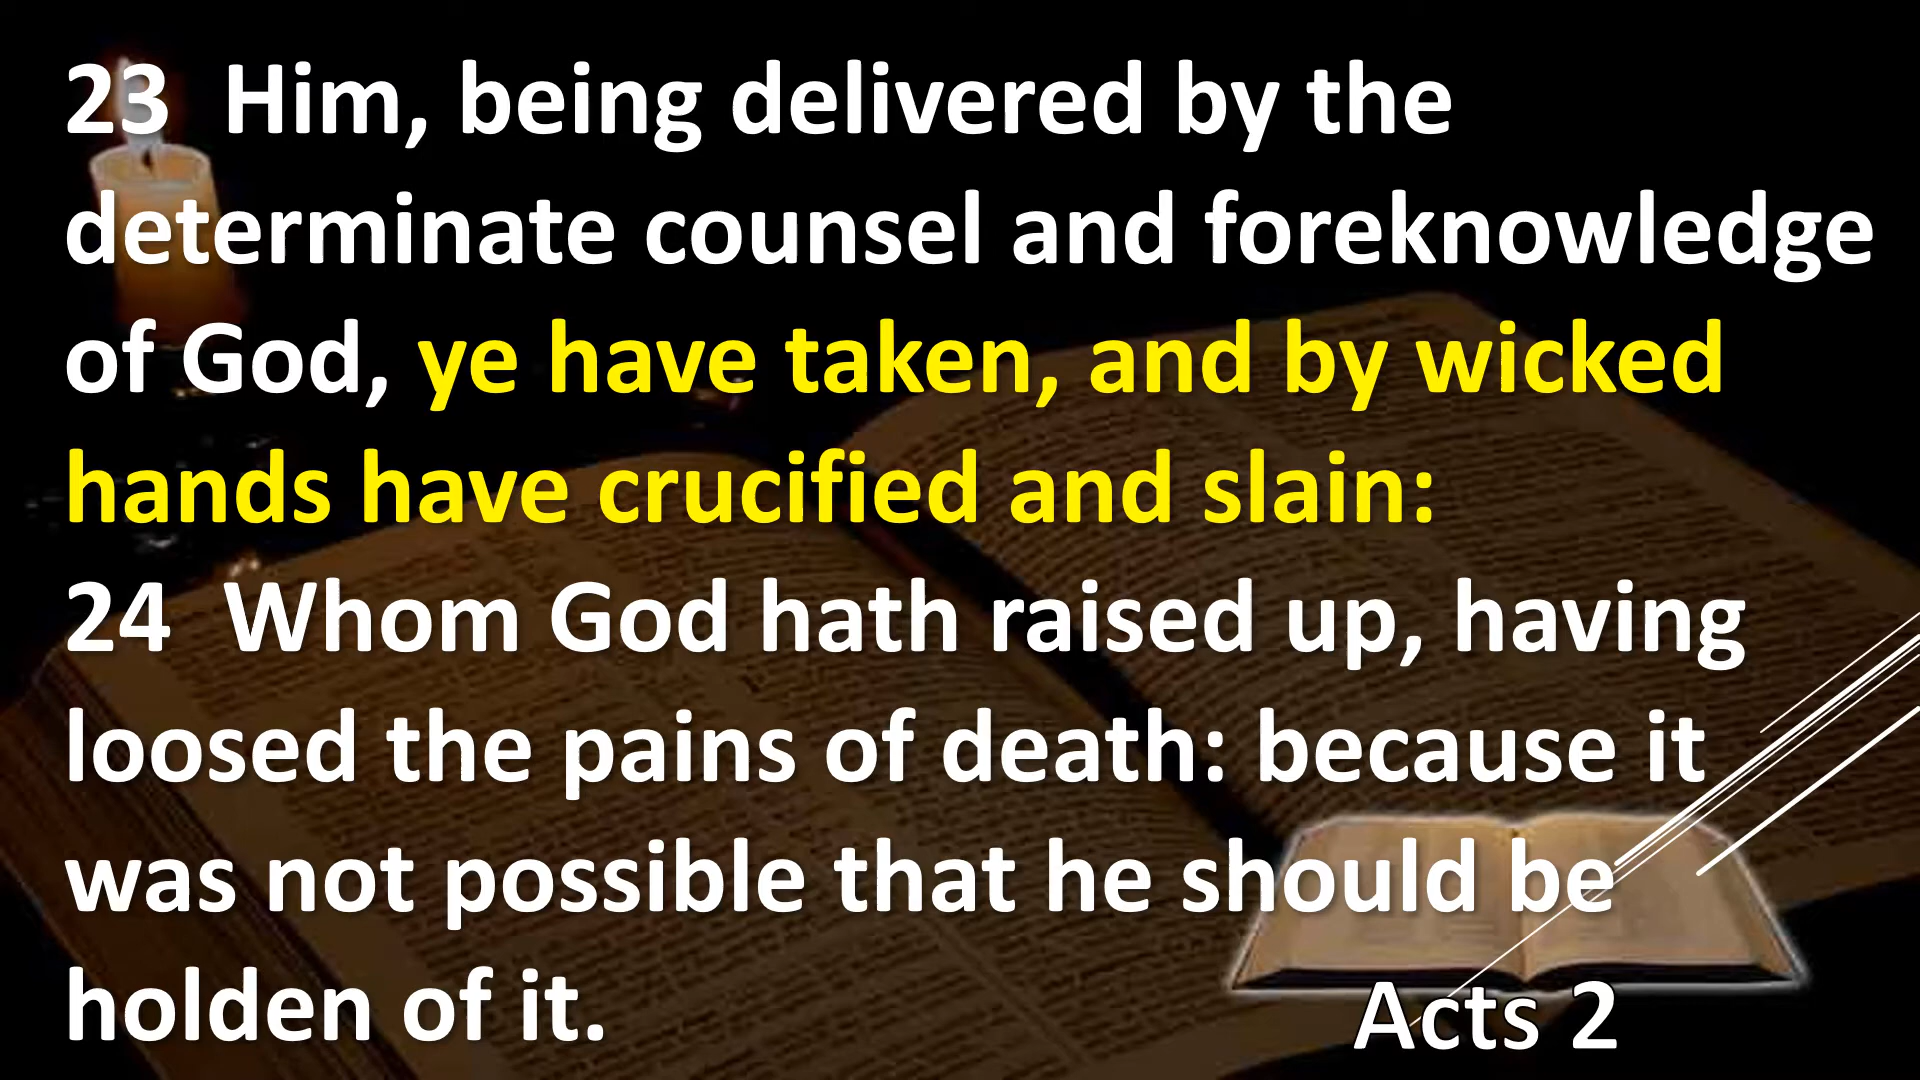 23  Him, being delivered by the
determinate counsel and foreknowledge
of God, ye have taken, and by wicked
hands have crucified and slain:
24  Whom God hath raised up, having
loosed the pains of death: because it
was not possible that he should be
holden of it.
Acts 2